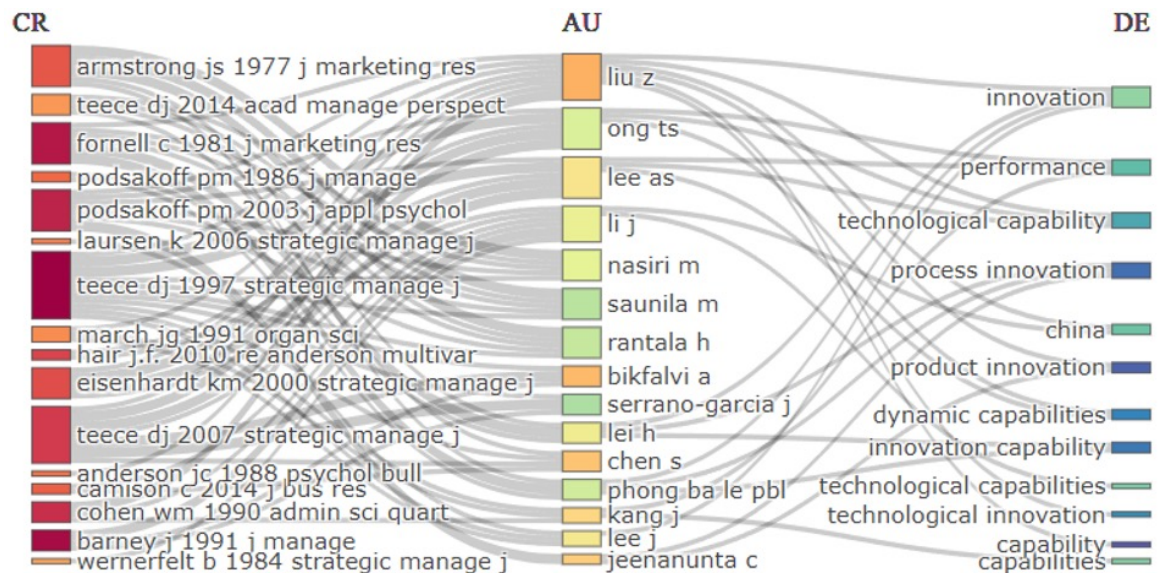 CR
AU
DE
armstrong js 1977 j marketing res
teece dj 2014 acad manage perspect
fornell c 1981 j marketing res
podsakoff pm 1986 j manage
podsakoff pm 2003 j appl psychol
laursen k 2006 strategic manage j
teece dj 1997 strategic manage j
march jg 1991 organ sci
hair j.f. 2010 re anderson multivar
eisenhardt km 2000 strategic manage j
teece dj 2007 strategic manage j
anderson jc 1988 psychol bull
camison c 2014 j bus res
cohen wm 1990 admin sci quart
barney j 1991 j manage
wernerfelt b 1984 strategic manage j
liu z
ong ts
lee as
li j
nasiri m
saunila m
rantala h
bikfalvi a
serrano-garcia j
lei h
chen s
phong ba le pbl
kang j
lee j
jeenanunta c
innovation
performance
technological capability
process innovation
china
product innovation
dynamic capabilities
innovation capability
technological capabilities
technological innovation
capability
capabilities